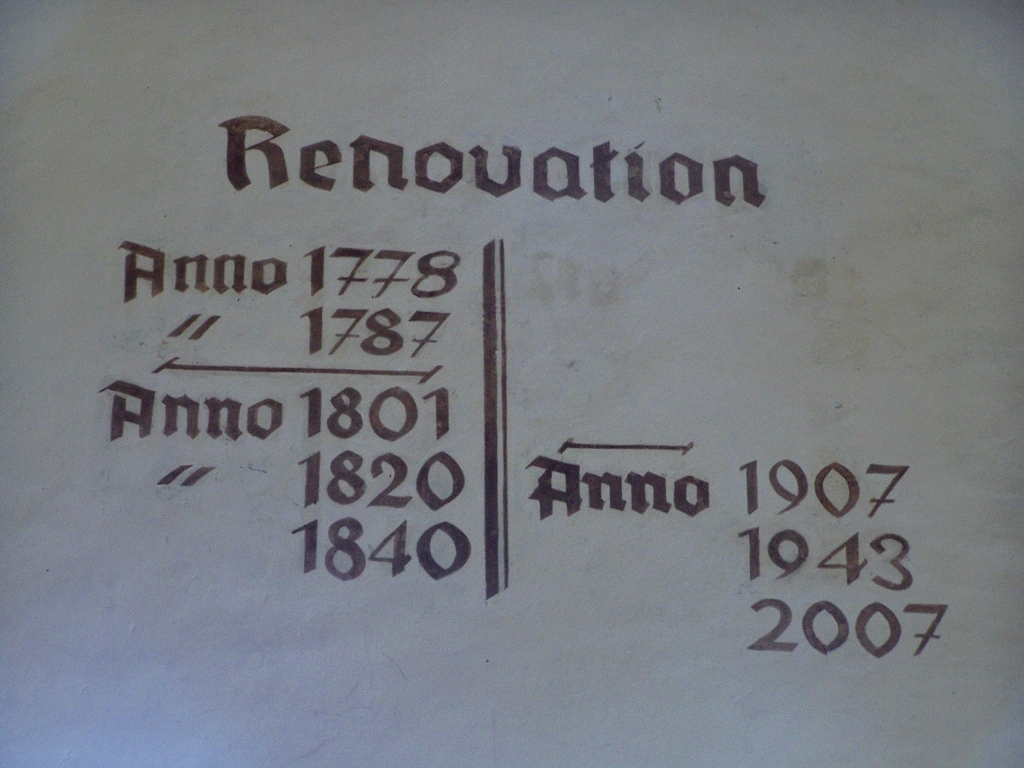 Renovation
Anno 1778
" 1787
Anno 1801
" 1820
1840
Anno 1907
1943
2007